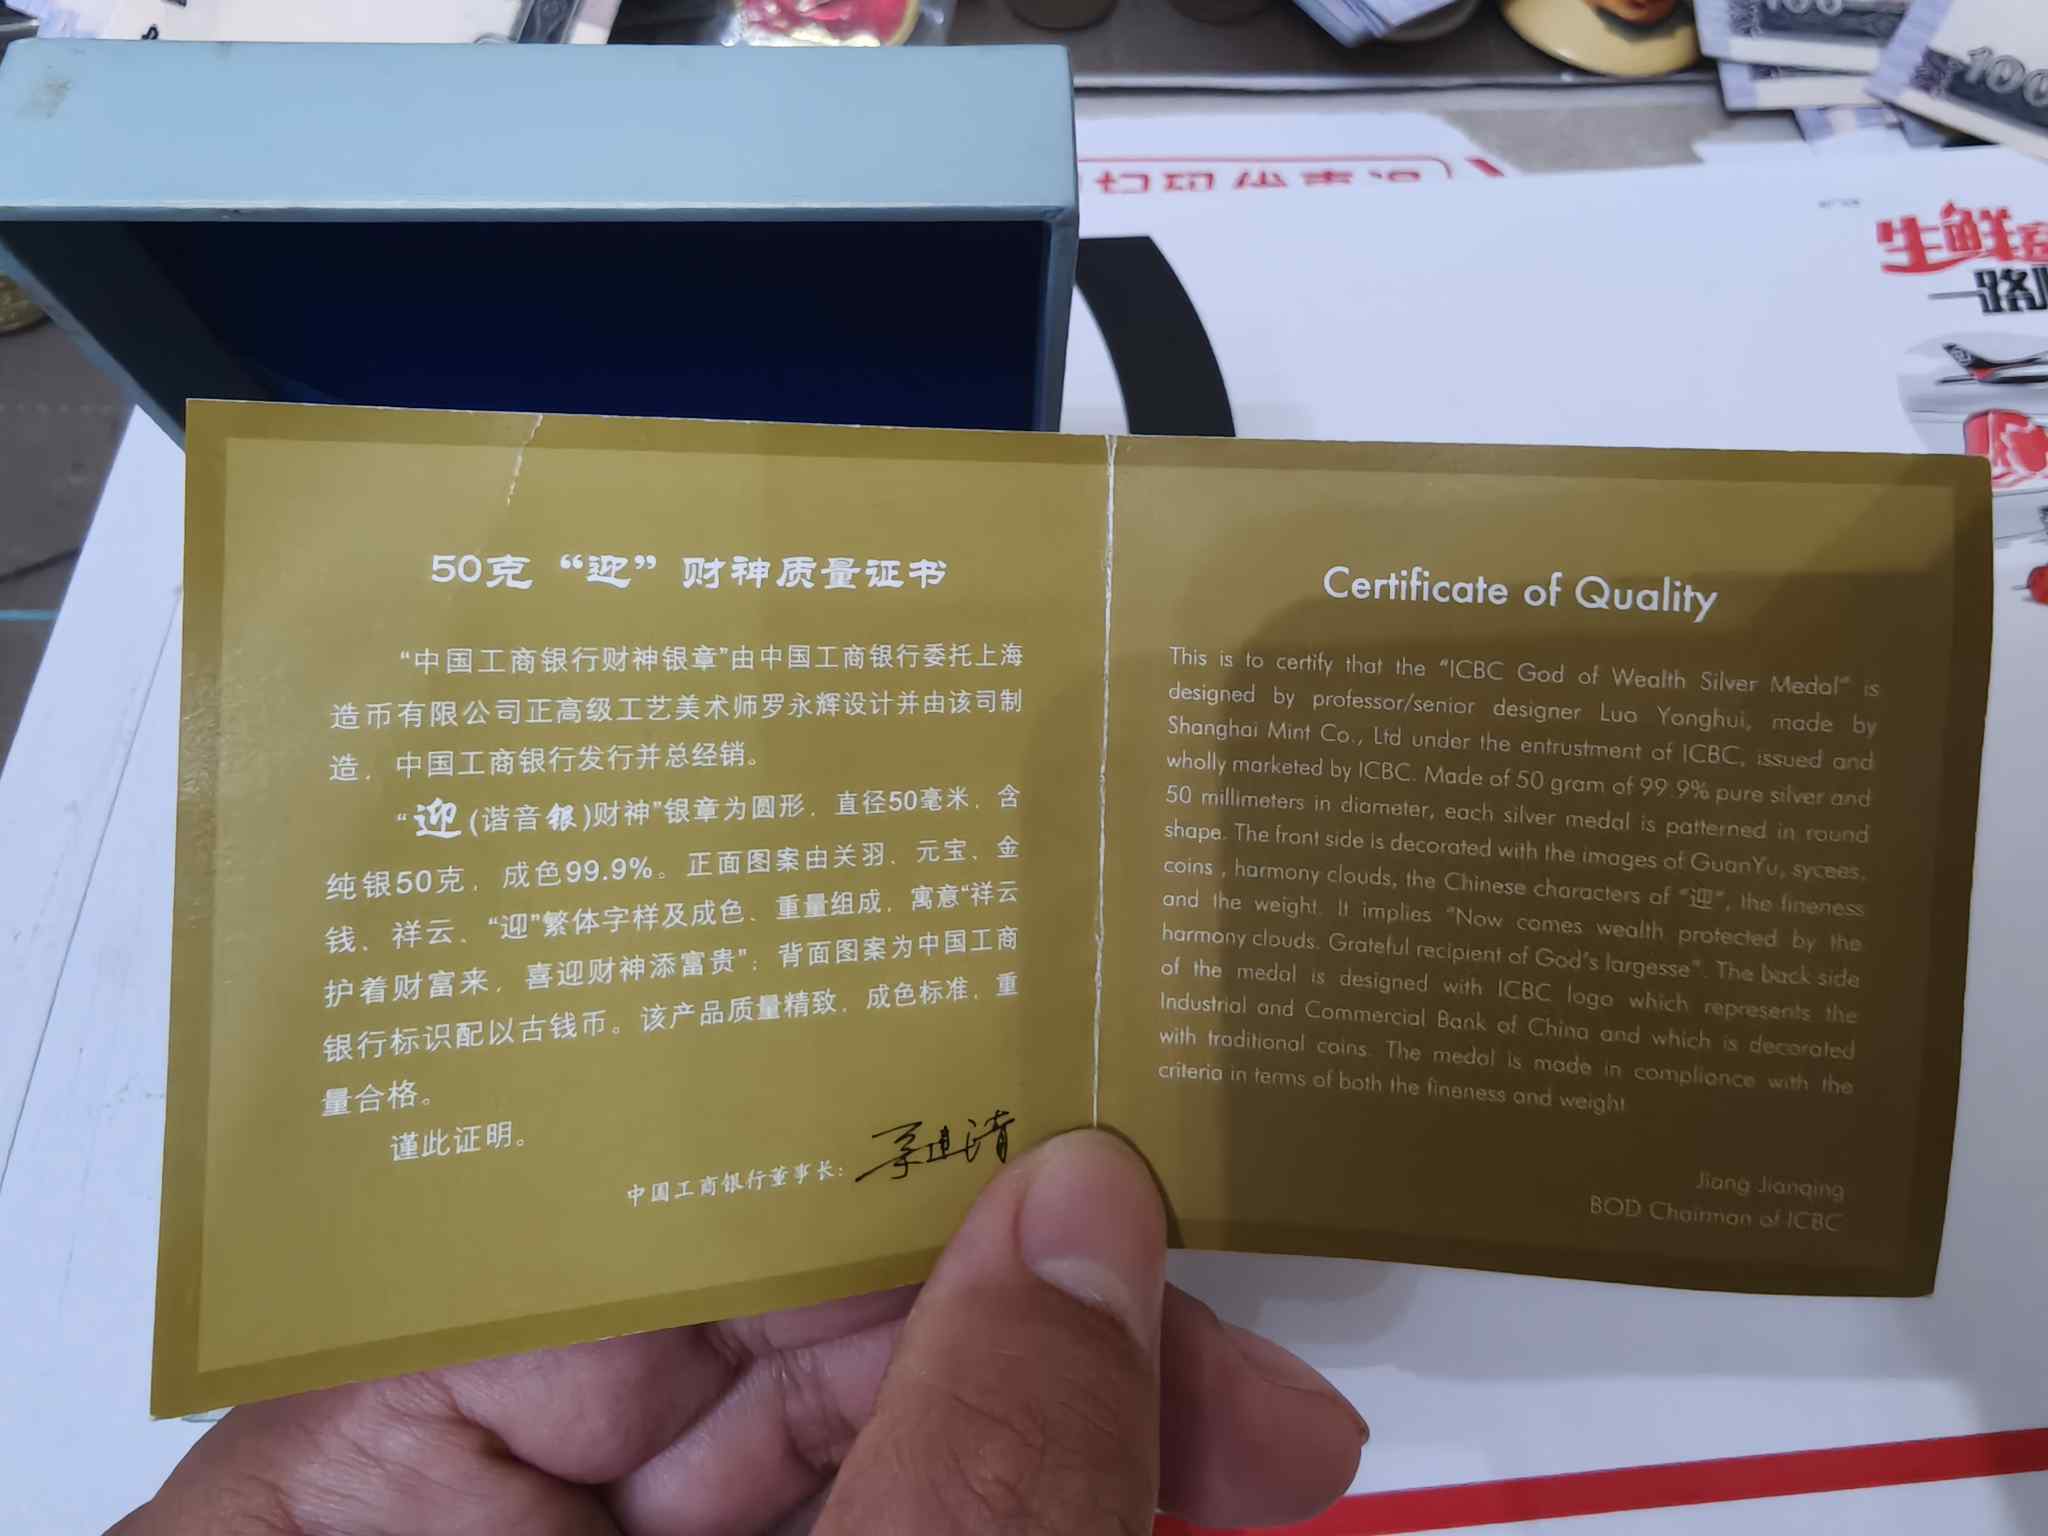 100
100
生鲜
一路
50克“迎”财神质量证书
“中国工商银行财神银章”由中国工商银行委托上海
造币有限公司正高级工艺美术师罗永辉设计并由该司制
造，中国工商银行发行并总经销。
“迎(谐音银)财神”银章为圆形，直径50毫米，含
纯银50克，成色99.9%。正面图案由关羽、元宝、金
钱、祥云、“迎”繁体字样及成色、重量组成，寓意“祥云
护着财富来，喜迎财神添富贵”；背面图案为中国工商
银行标识配以古钱币。该产品质量精致，成色标准，重
量合格。
谨此证明。
中国工商银行董事长：
Certificate of Quality
This is to certify that the “ICBC God of Wealth Silver Medal” is
designed by professor/senior designer Luo Yonghui, made by
Shanghai Mint Co., Ltd under the entrustment of ICBC, issued and
wholly marketed by ICBC. Made of 50 gram of 99.9% pure silver and
50 millimeters in diameter, each silver medal is patterned in round
shape. The front side is decorated with the images of GuanYu, sycees,
coins , harmony clouds, the Chinese characters of “迎”, the fineness
and the weight. It implies “Now comes wealth protected by the
harmony clouds. Grateful recipient of God’s largesse”. The back side
of the medal is designed with ICBC logo which represents the
Industrial and Commercial Bank of China and which is decorated
with traditional coins. The medal is made in compliance with the
criteria in terms of both the fineness and weight.
Jiang Jianqing
BOD Chairman of ICBC